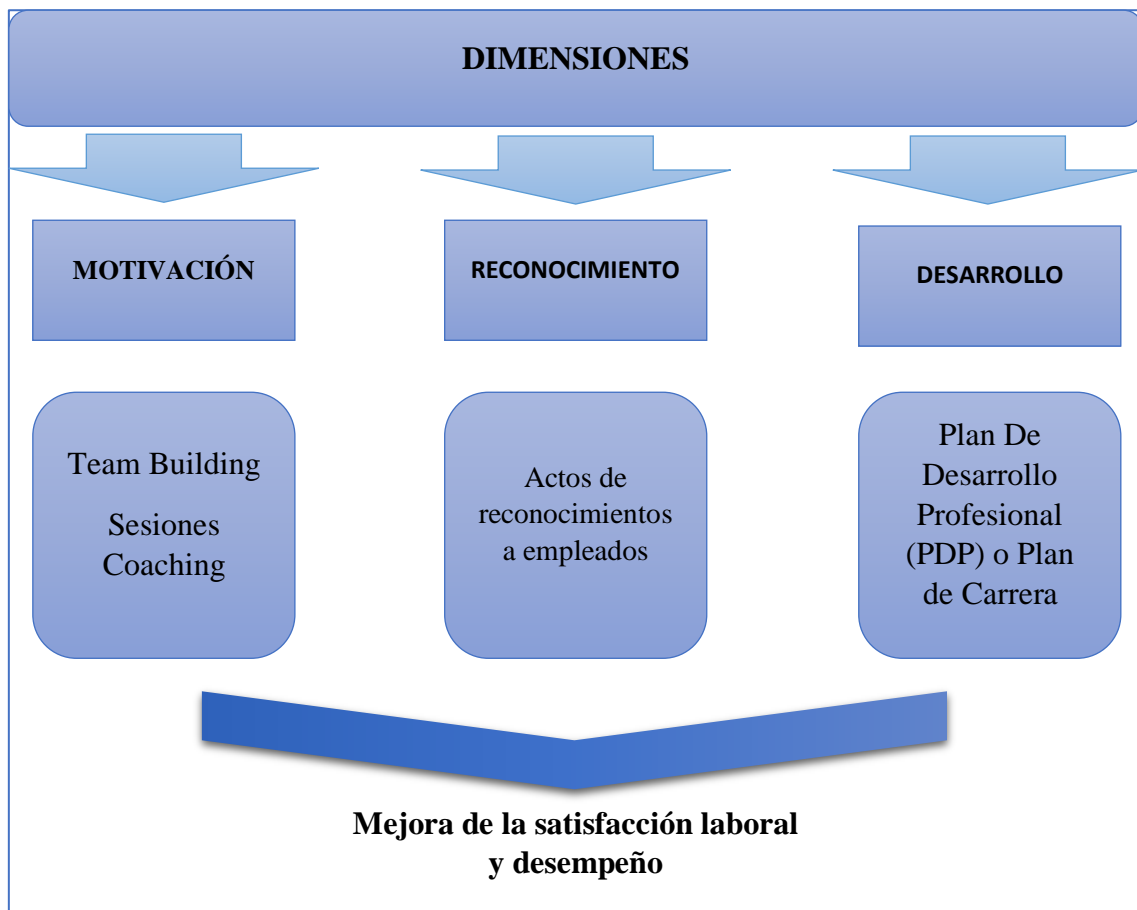 DIMENSIONES
MOTIVACIÓN
RECONOCIMIENTO
DESARROLLO
Team Building
Sesiones
Coaching
Actos de
reconocimientos
a empleados
Plan De
Desarrollo
Profesional
(PDP) o Plan
de Carrera
Mejora de la satisfacción laboral
y desempeño